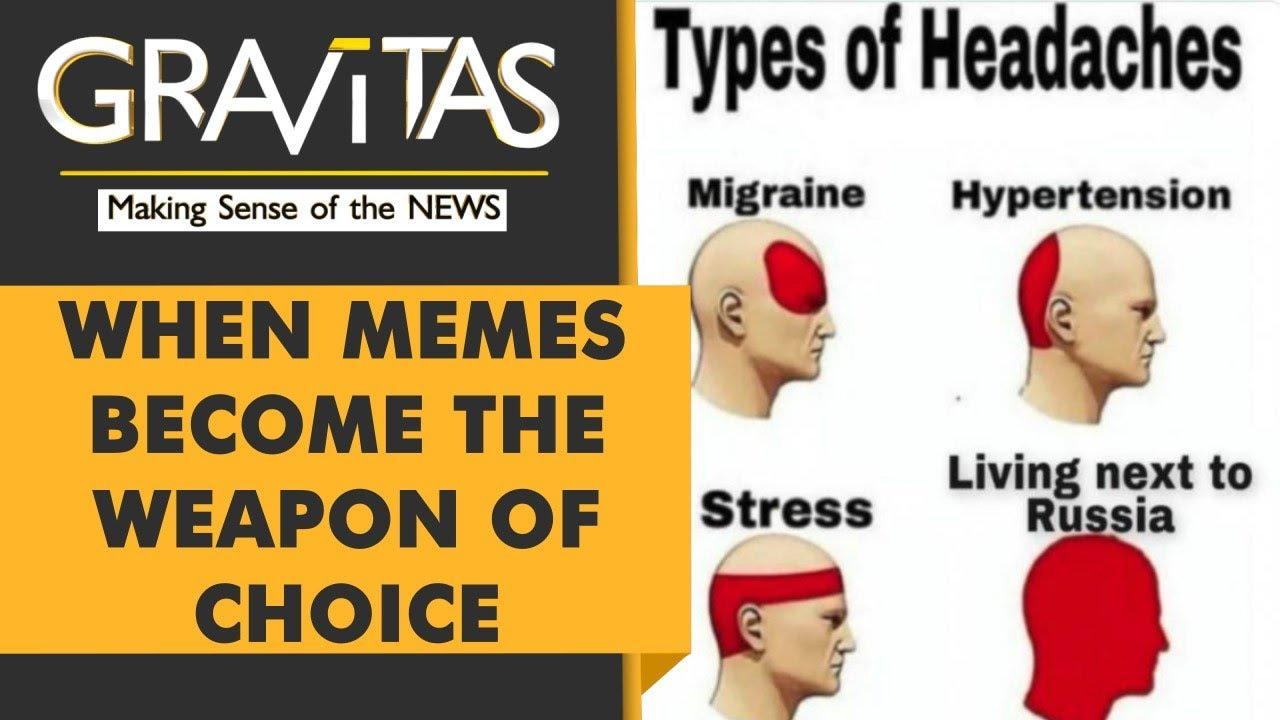 GRAVITAS
Making Sense of the NEWS
WHEN MEMES
BECOME THE
WEAPON OF
CHOICE
Types of Headaches
Migraine
Hypertension
Stress
Living next to
Russia